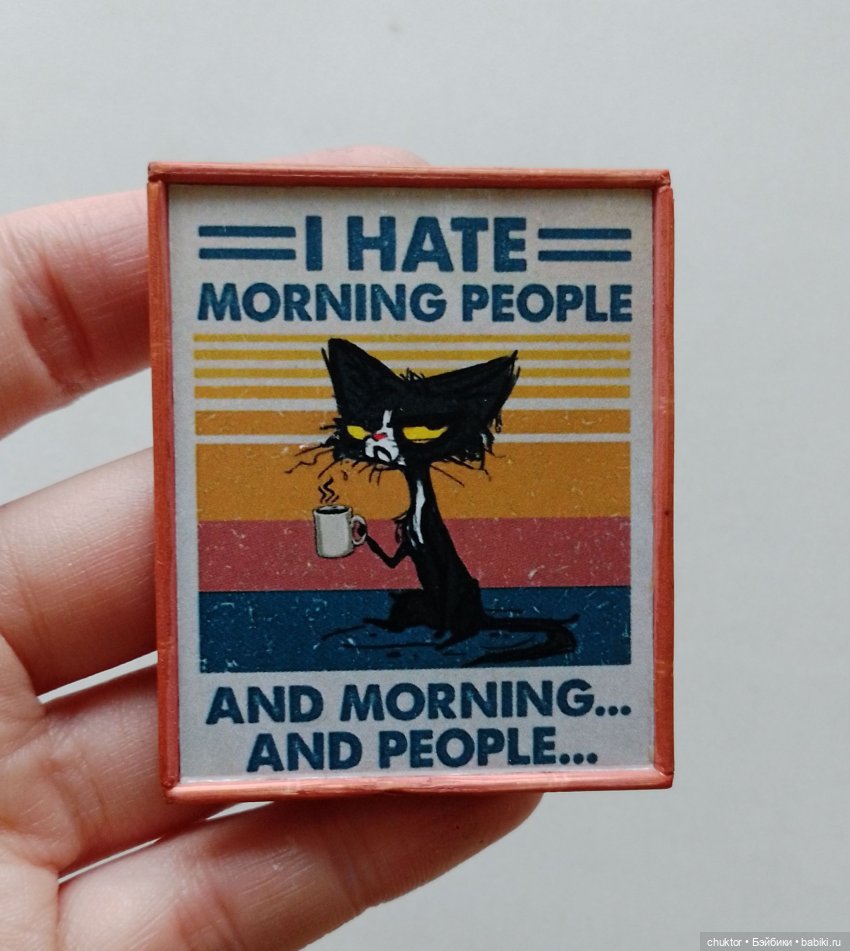 I HATE
MORNING PEOPLE
AND MORNING...
AND PEOPLE...
chuktor • Бэйбики • babiki.ru